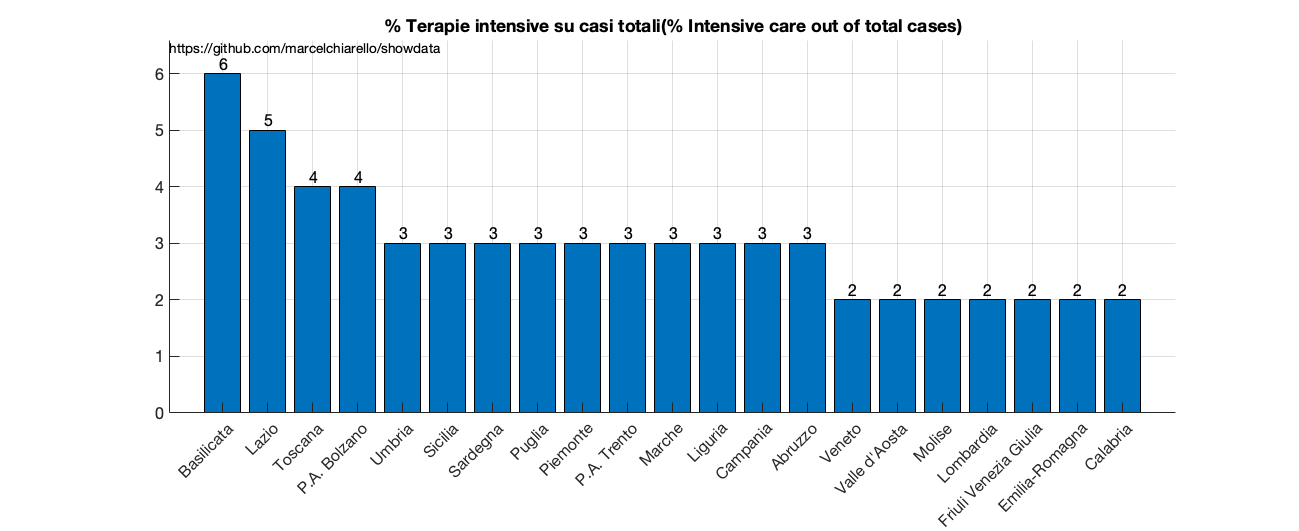 % Terapie intensive su casi totali(% Intensive care out of total cases)
https://github.com/marcelchiarello/showdata
6
5
4
3
2
1
0
6
5
4
4
3
3
3
3
3
3
3
3
3
3
2
2
2
2
2
2
2
Basilicata
Lazio
Toscana
P.A. Bolzano
Umbria
Sicilia
Sardegna
Puglia
Piemonte
P.A. Trento
Marche
Liguria
Campania
Abruzzo
Veneto
Valle d'Aosta
Molise
Lombardia
Friuli Venezia Giulia
Emilia-Romagna
Calabria